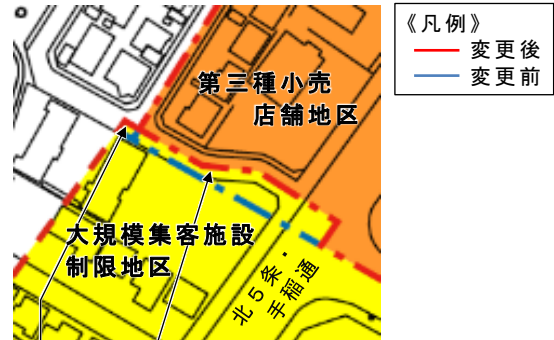 《凡例》
変更後
変更前
第三種小売
店舗地区
大規模集客施設
制限地区
北5条・
手稲通